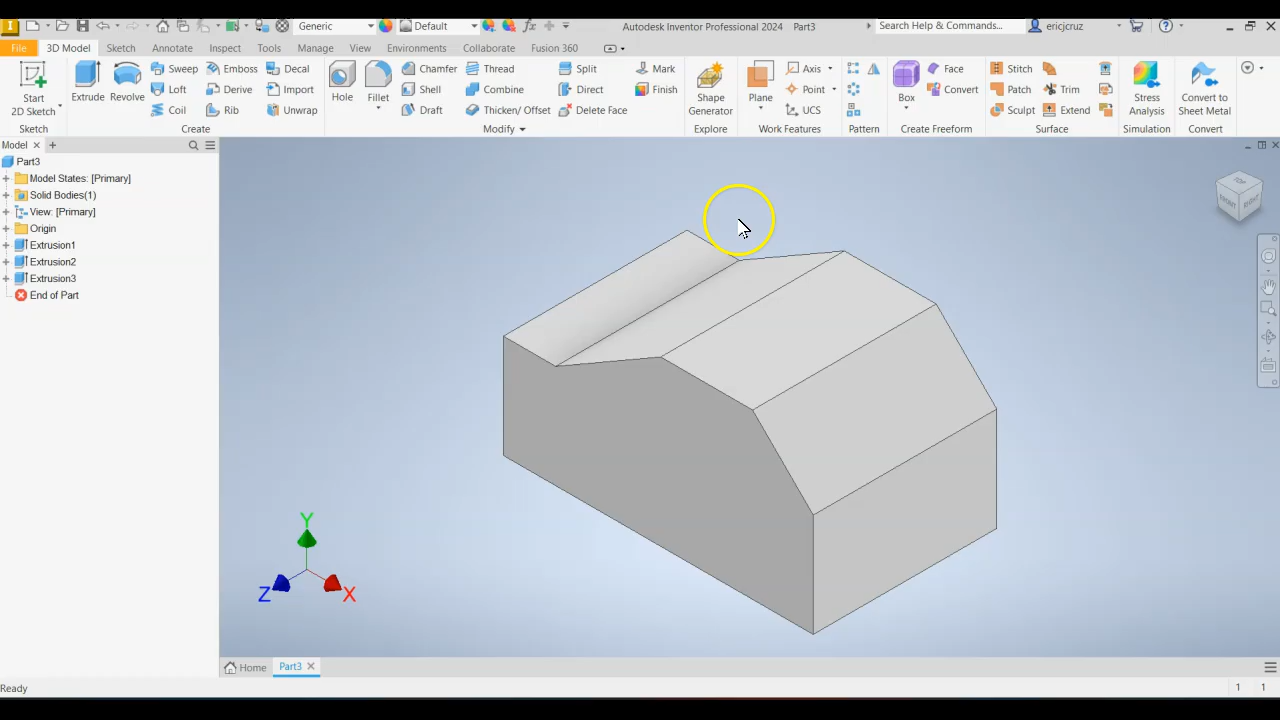 Generic
Default
Autodesk Inventor Professional 2024 Part3
Search Help & Commands...
ericjcruz
File
3D Model
Sketch
Annotate
Inspect
Tools
Manage
View
Environments
Collaborate
Fusion 360
Start
2D Sketch
Extrude
Revolve
Sweep
Loft
Coil
Emboss
Derive
Rib
Decal
Import
Unwrap
Hole
Fillet
Chamfer
Shell
Draft
Thread
Combine
Thicken/ Offset
Split
Direct
Delete Face
Mark
Finish
Shape
Generator
Plane
Axis
Point
UCS
Box
Face
Convert
Stitch
Patch
Sculpt
Trim
Extend
Stress
Analysis
Convert to
Sheet Metal
Sketch
Create
Modify
Explore
Work Features
Pattern
Create Freeform
Surface
Simulation
Convert
Model
Part3
Model States: [Primary]
Solid Bodies(1)
View: [Primary]
Origin
Extrusion1
Extrusion2
Extrusion3
End of Part
TOP
FRONT
RIGHT
Y
Z
X
Home
Part3
Ready
1 1